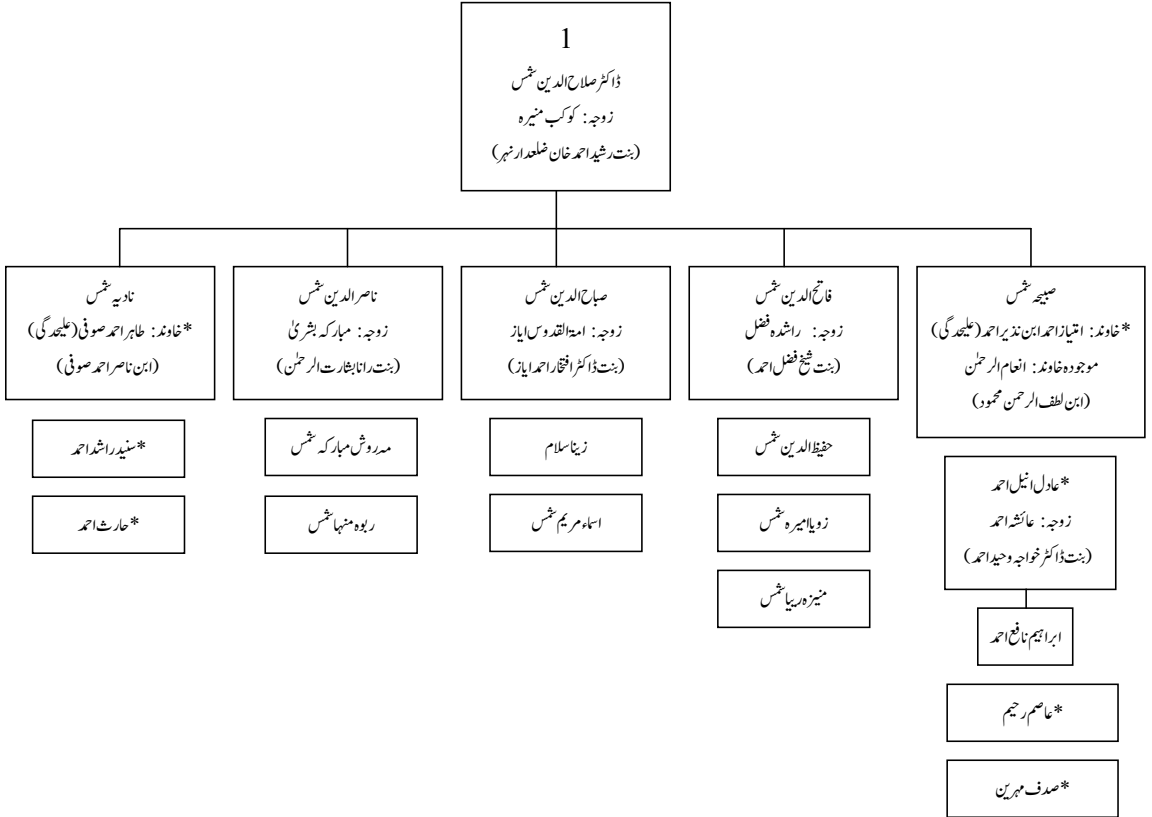 1
ڈاکٹر صلاح الدین شمس
زوجہ: کوکب منیرہ
(بنت رشید احمد خان ضلعدار نہر)
صبیحہ شمس
*خاوند: امتیاز احمد ابن نذیر احمد (علیحدگی)
موجودہ خاوند: انعام الرحمٰن
(ابن لطف الرحمن محمود)
*عادل انیل احمد
زوجہ: عائشہ احمد
(بنت ڈاکٹر خواجہ وحید احمد)
ابراہیم نافع احمد
*عاصم رحیم
*صدف مہرین
فاتح الدین شمس
زوجہ: راشدہ فضل
(بنت شیخ فضل احمد)
حفیظ الدین شمس
زویا امیرہ شمس
منیزہ ریبا شمس
صباح الدین شمس
زوجہ: امۃ القدوس ایاز
(بنت ڈاکٹر افتخار احمد ایاز)
زینا سلام
اسماء مریم شمس
ناصر الدین شمس
زوجہ: مبارکہ بشریٰ
(بنت رانا بشارت الرحمٰن)
مہ روش مبارکہ شمس
ربوہ منہا شمس
نادیہ شمس
*خاوند: طاہر احمد صوفی (علیحدگی)
(ابن ناصر احمد صوفی)
*سنید راشد احمد
*حارث احمد